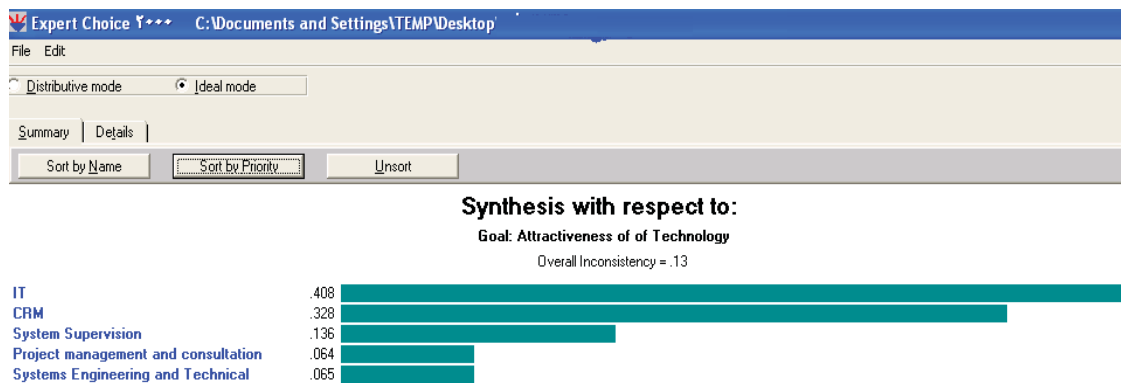 Expert Choice ۲۰۰۰ C:\Documents and Settings\TEMP\Desktop
File Edit
Distributive mode Ideal mode
Summary Details
Sort by Name Sort by Priority Unsort
Synthesis with respect to:
Goal: Attractiveness of of Technology
Overall Inconsistency = .13
IT .408
CRM .328
System Supervision .136
Project management and consultation .064
Systems Engineering and Technical .065